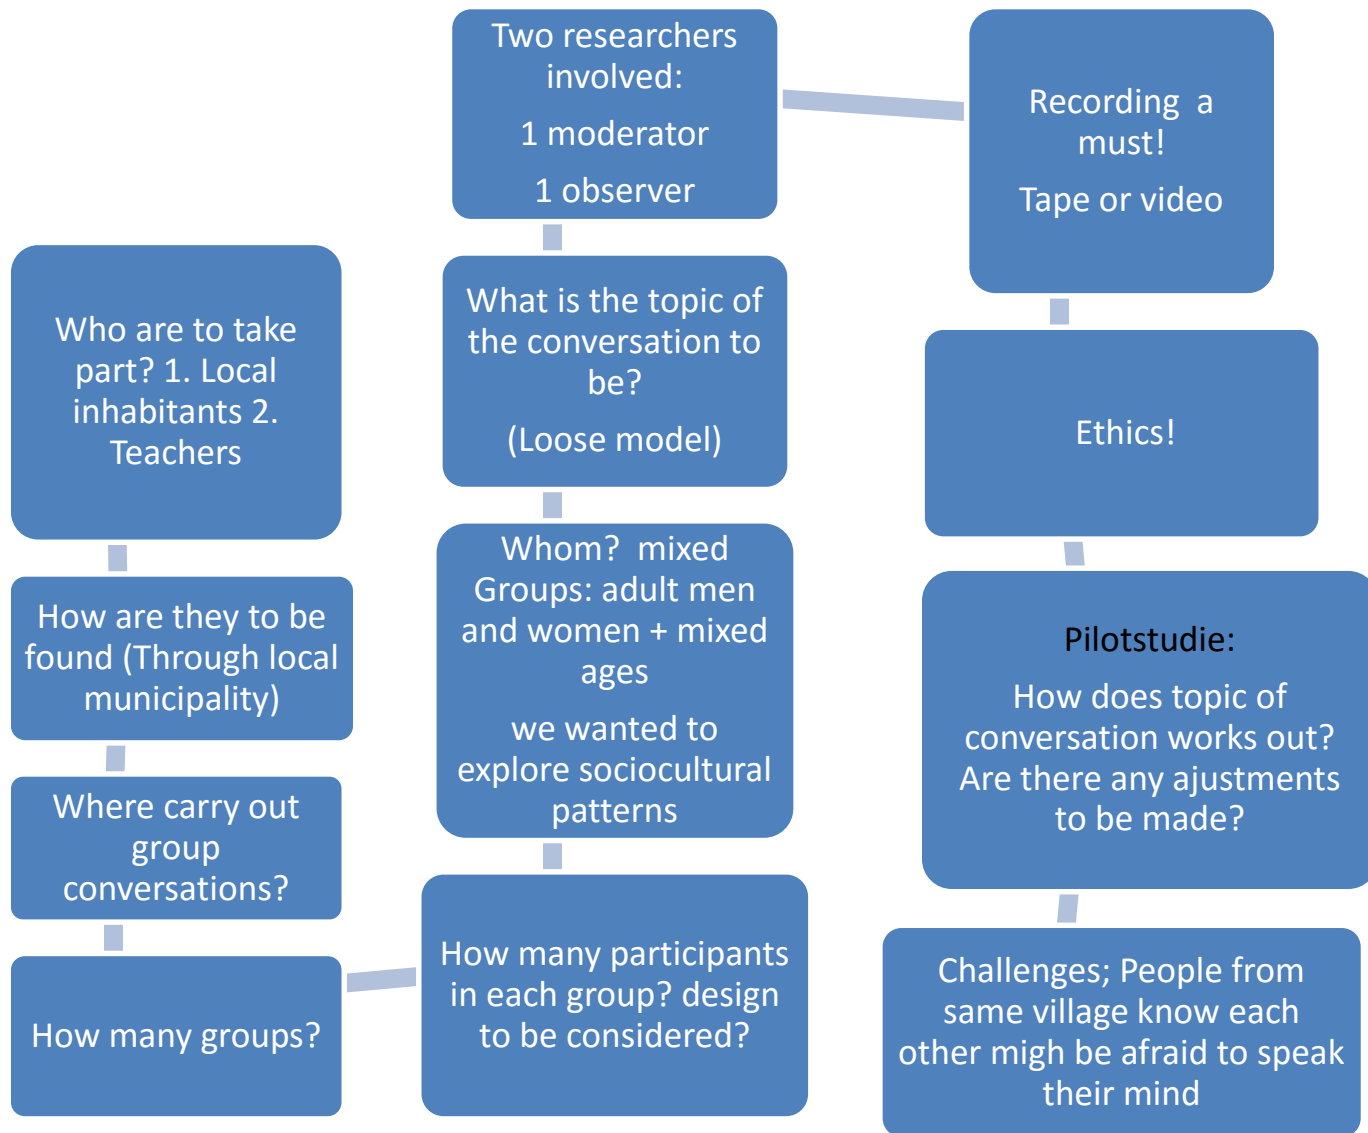 Who are to take
part? 1. Local
inhabitants 2.
Teachers
How are they to be
found (Through local
municipality)
Where carry out
group
conversations?
How many groups?
How many participants
in each group? design
to be considered?
Whom?  mixed
Groups: adult men
and women + mixed
ages
we wanted to
explore sociocultural
patterns
What is the topic of
the conversation to
be?
(Loose model)
Two researchers
involved:
1 moderator
1 observer
Recording  a
must!
Tape or video
Ethics!
Pilotstudie:
How does topic of
conversation works out?
Are there any ajustments
to be made?
Challenges; People from
same village know each
other migh be afraid to speak
their mind